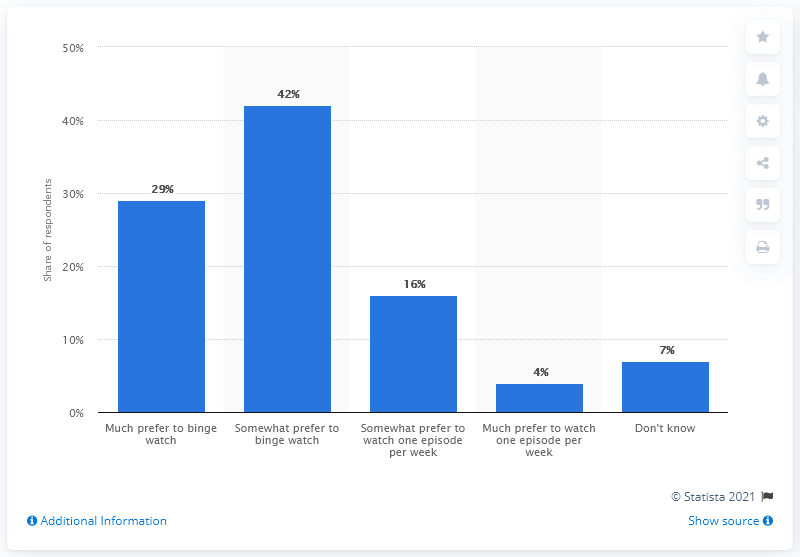 50%
40%
30%
20%
10%
0%
Share of respondents
29%
42%
16%
4%
7%
Much prefer to binge
watch
Somewhat prefer to
binge watch
Somewhat prefer to
watch one episode
per week
Much prefer to watch
one episode per
week
Don't know
© Statista 2021
Additional Information
Show source